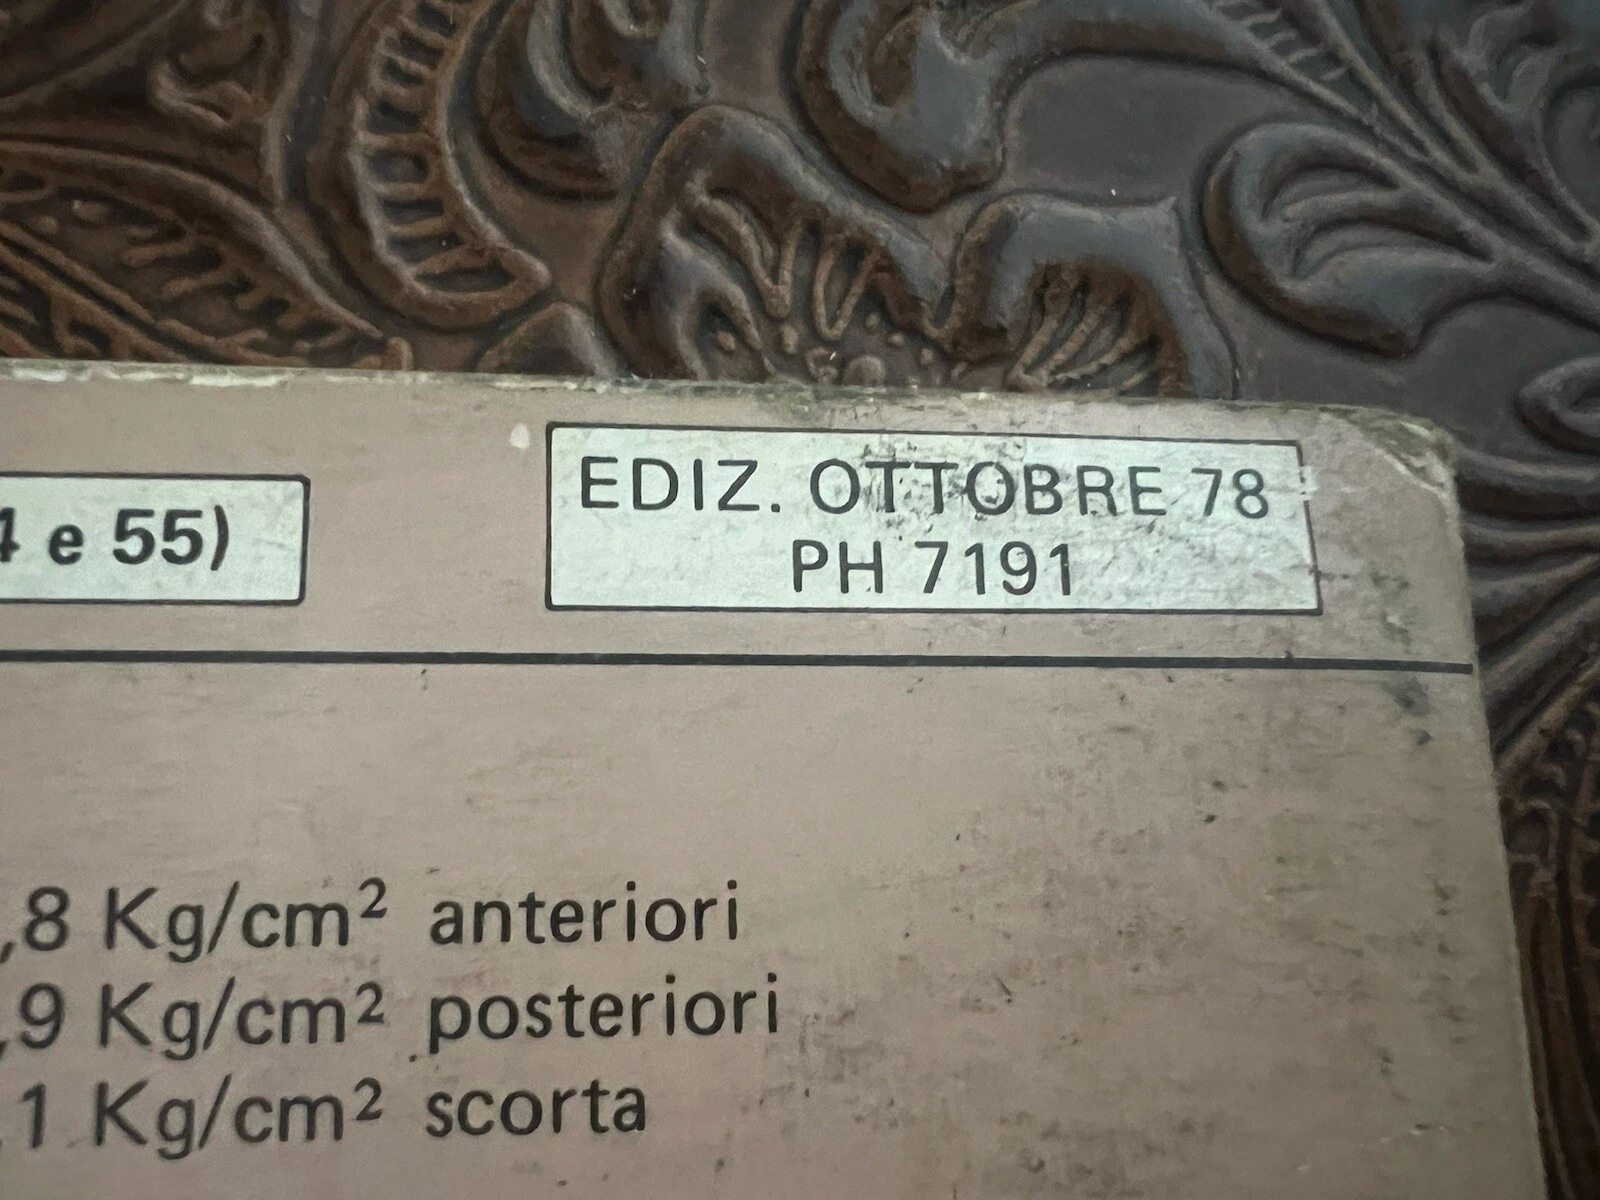 EDIZ. OTTOBRE 78
PH 7191
4 e 55)
,8 Kg/cm² anteriori
,9 Kg/cm² posteriori
,1 Kg/cm² scorta